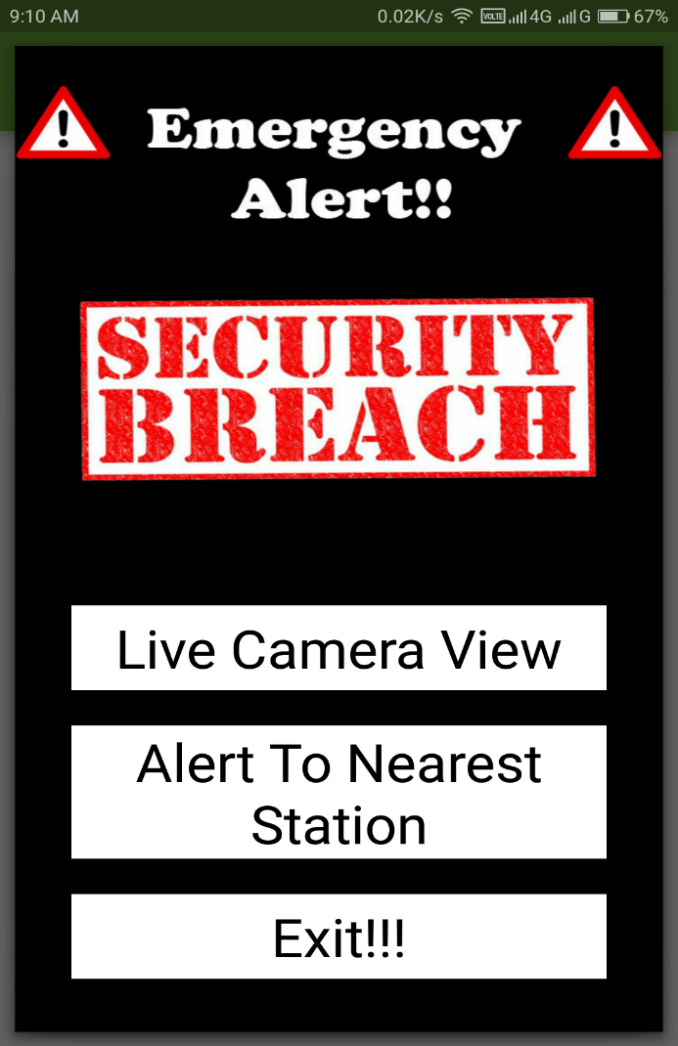 9:10 AM 0.02K/s VOLTE 4G G 67%
! Emergency !
Alert!!
SECURITY
BREACH
Live Camera View
Alert To Nearest
Station
Exit!!!